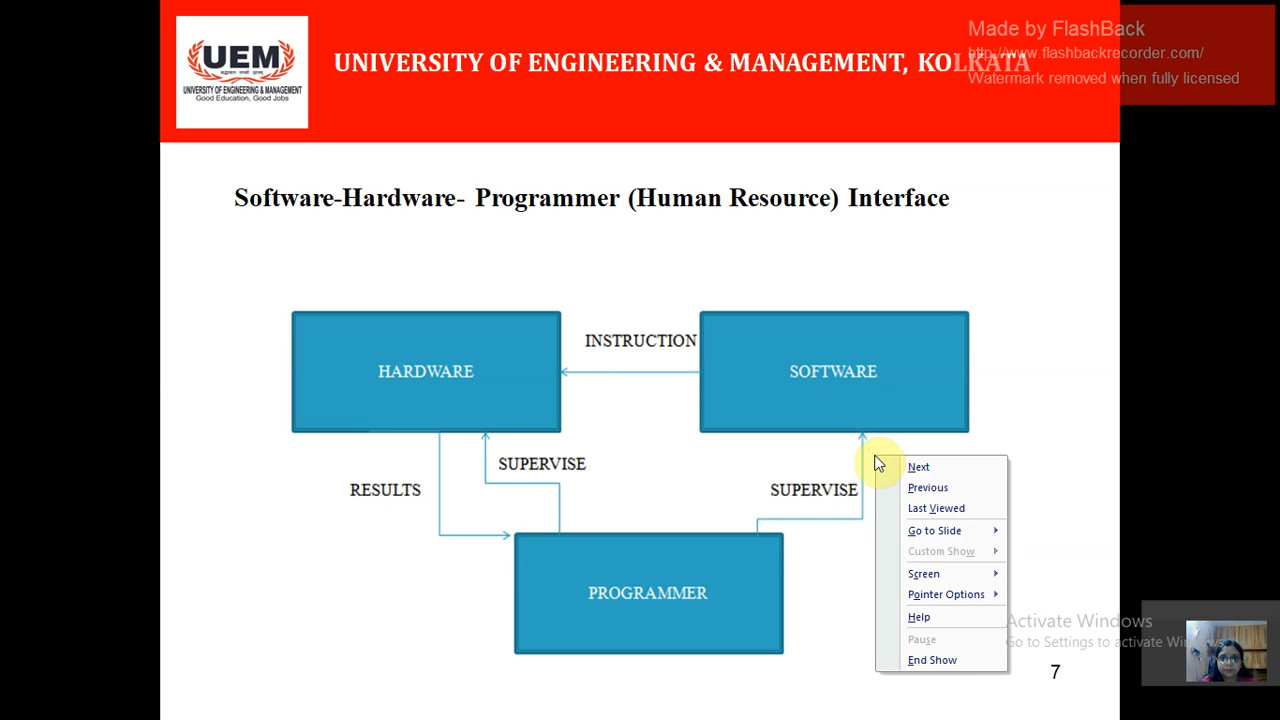 UEM
UNIVERSITY OF ENGINEERING & MANAGEMENT
Good Education, Good Jobs
UNIVERSITY OF ENGINEERING & MANAGEMENT, KOLKATA
Made by FlashBack
http://www.flashbackrecorder.com/
Watermark removed when fully licensed
Software-Hardware- Programmer (Human Resource) Interface
HARDWARE
INSTRUCTION
SOFTWARE
RESULTS
SUPERVISE
SUPERVISE
PROGRAMMER
Next
Previous
Last Viewed
Go to Slide
Custom Show
Screen
Pointer Options
Help
Pause
End Show
Activate Windows
Go to Settings to activate Windows.
7